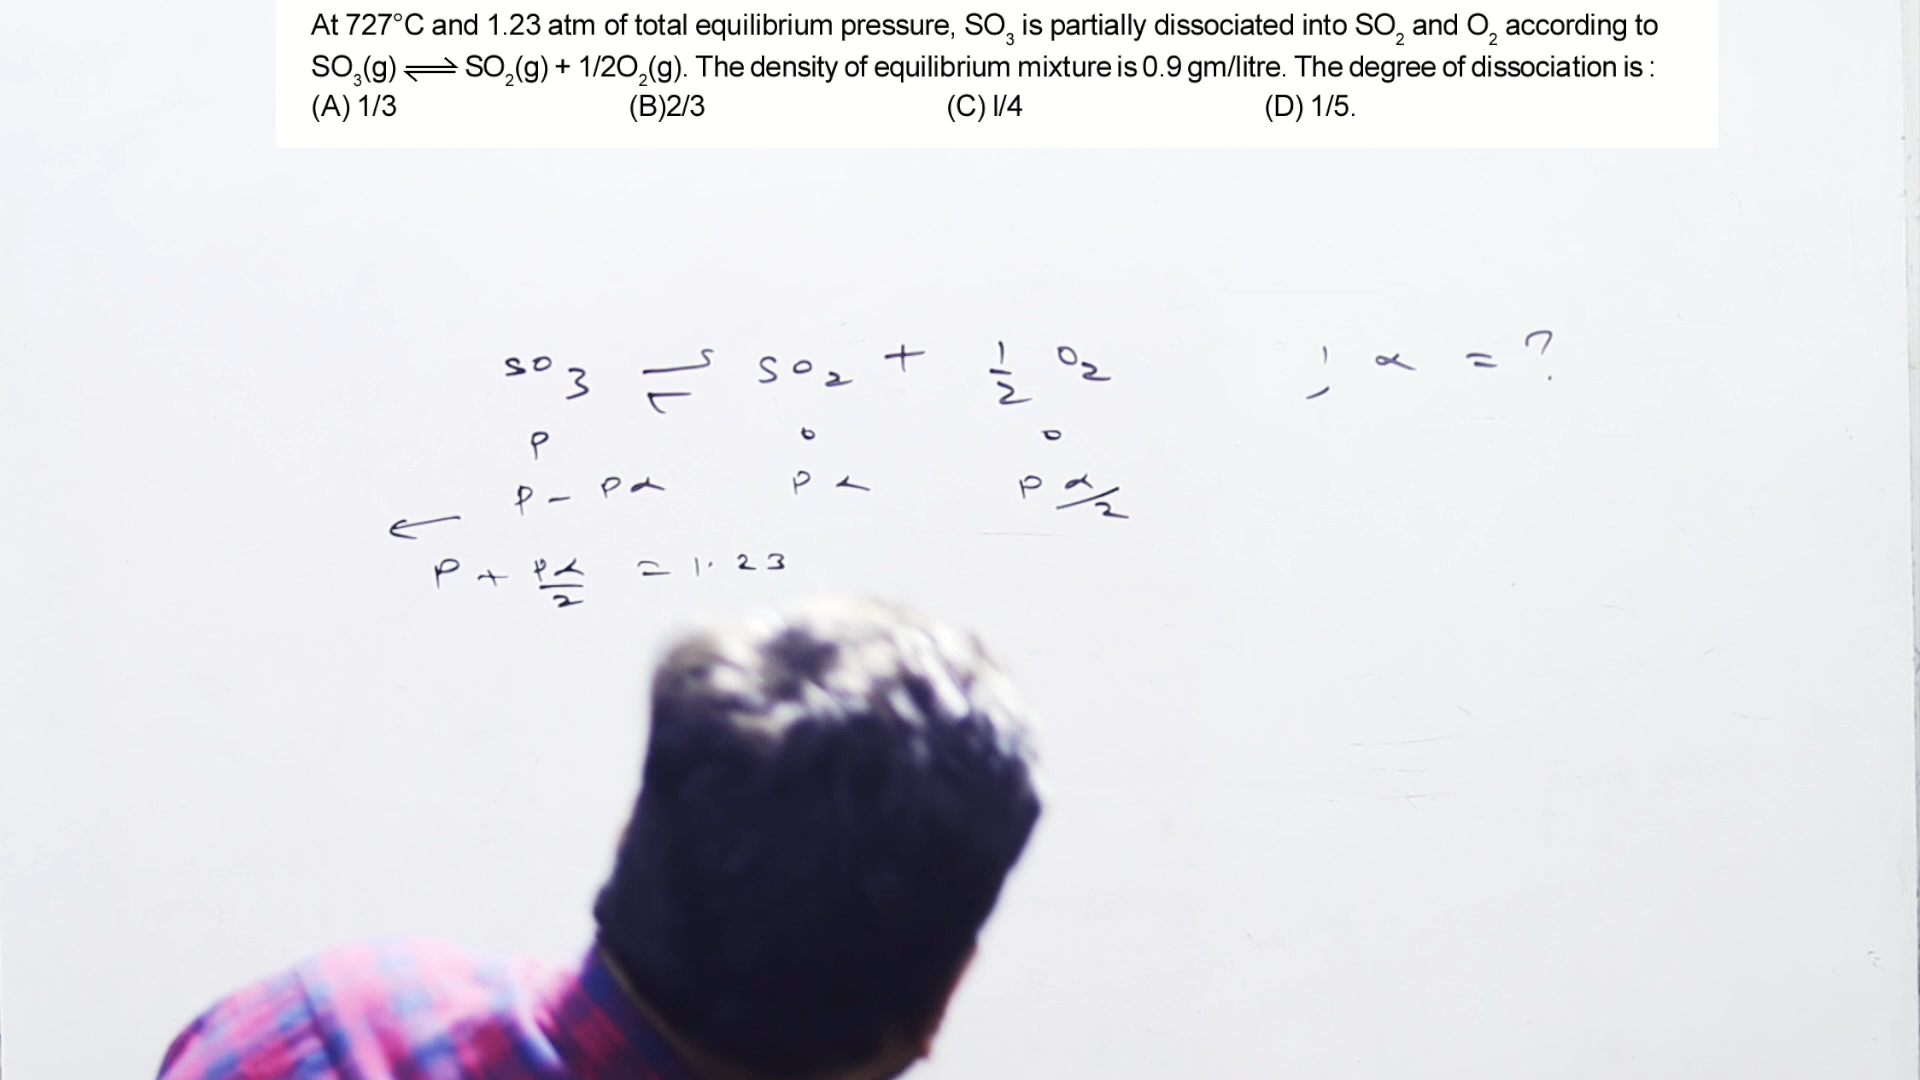 At 727°C and 1.23 atm of total equilibrium pressure, SO₃ is partially dissociated into SO₂ and O₂ according to
SO₃(g) ⇌ SO₂(g) + 1/2O₂(g). The density of equilibrium mixture is 0.9 gm/litre. The degree of dissociation is :
(A) 1/3 (B)2/3 (C) l/4 (D) 1/5.
SO3 ⇌ SO2 + 1/2 O2 ; α = ?
P 0 0
P - Pα Pα P α/2
←
P + Pα/2 = 1.23